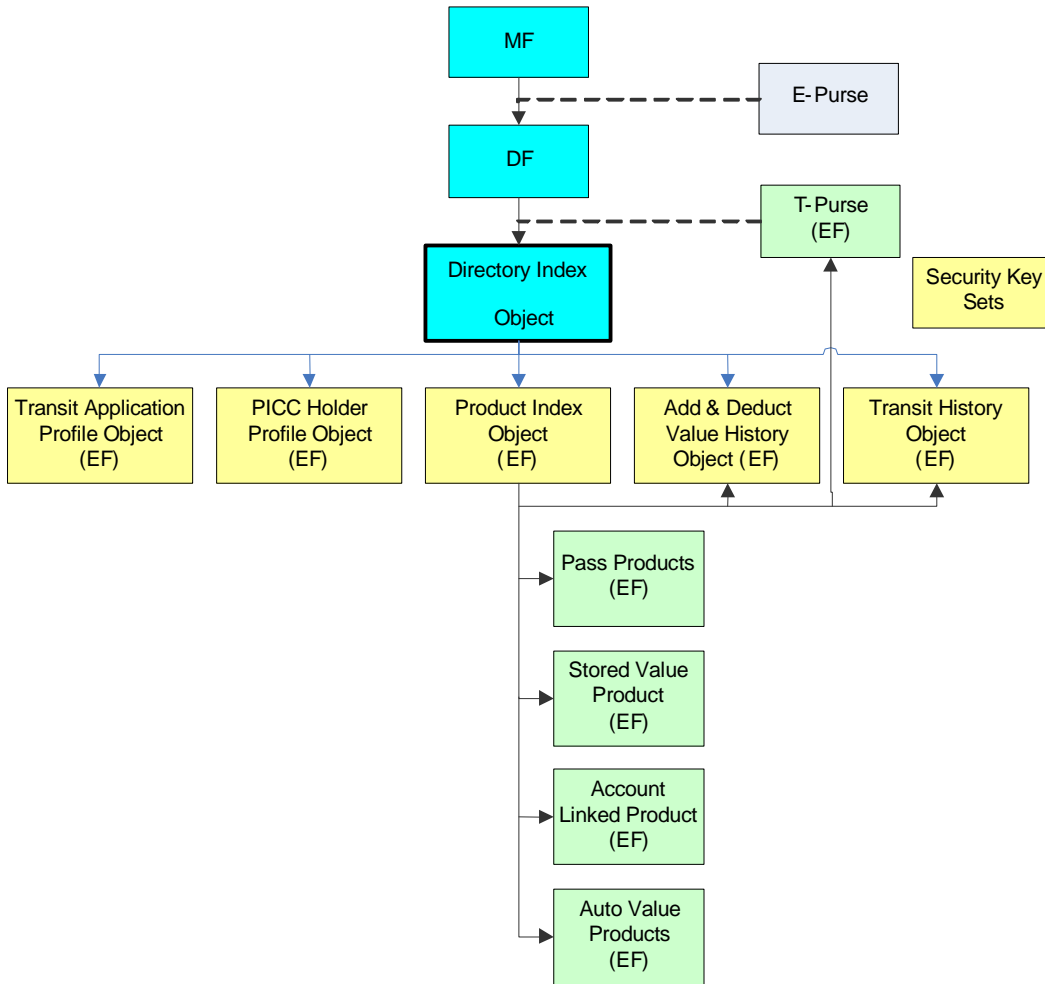 MF
E-Purse
DF
T-Purse
(EF)
Directory Index
Object
Security Key
Sets
Transit Application
Profile Object
(EF)
PICC Holder
Profile Object
(EF)
Product Index
Object
(EF)
Add & Deduct
Value History
Object (EF)
Transit History
Object
(EF)
Pass Products
(EF)
Stored Value
Product
(EF)
Account
Linked Product
(EF)
Auto Value
Products
(EF)